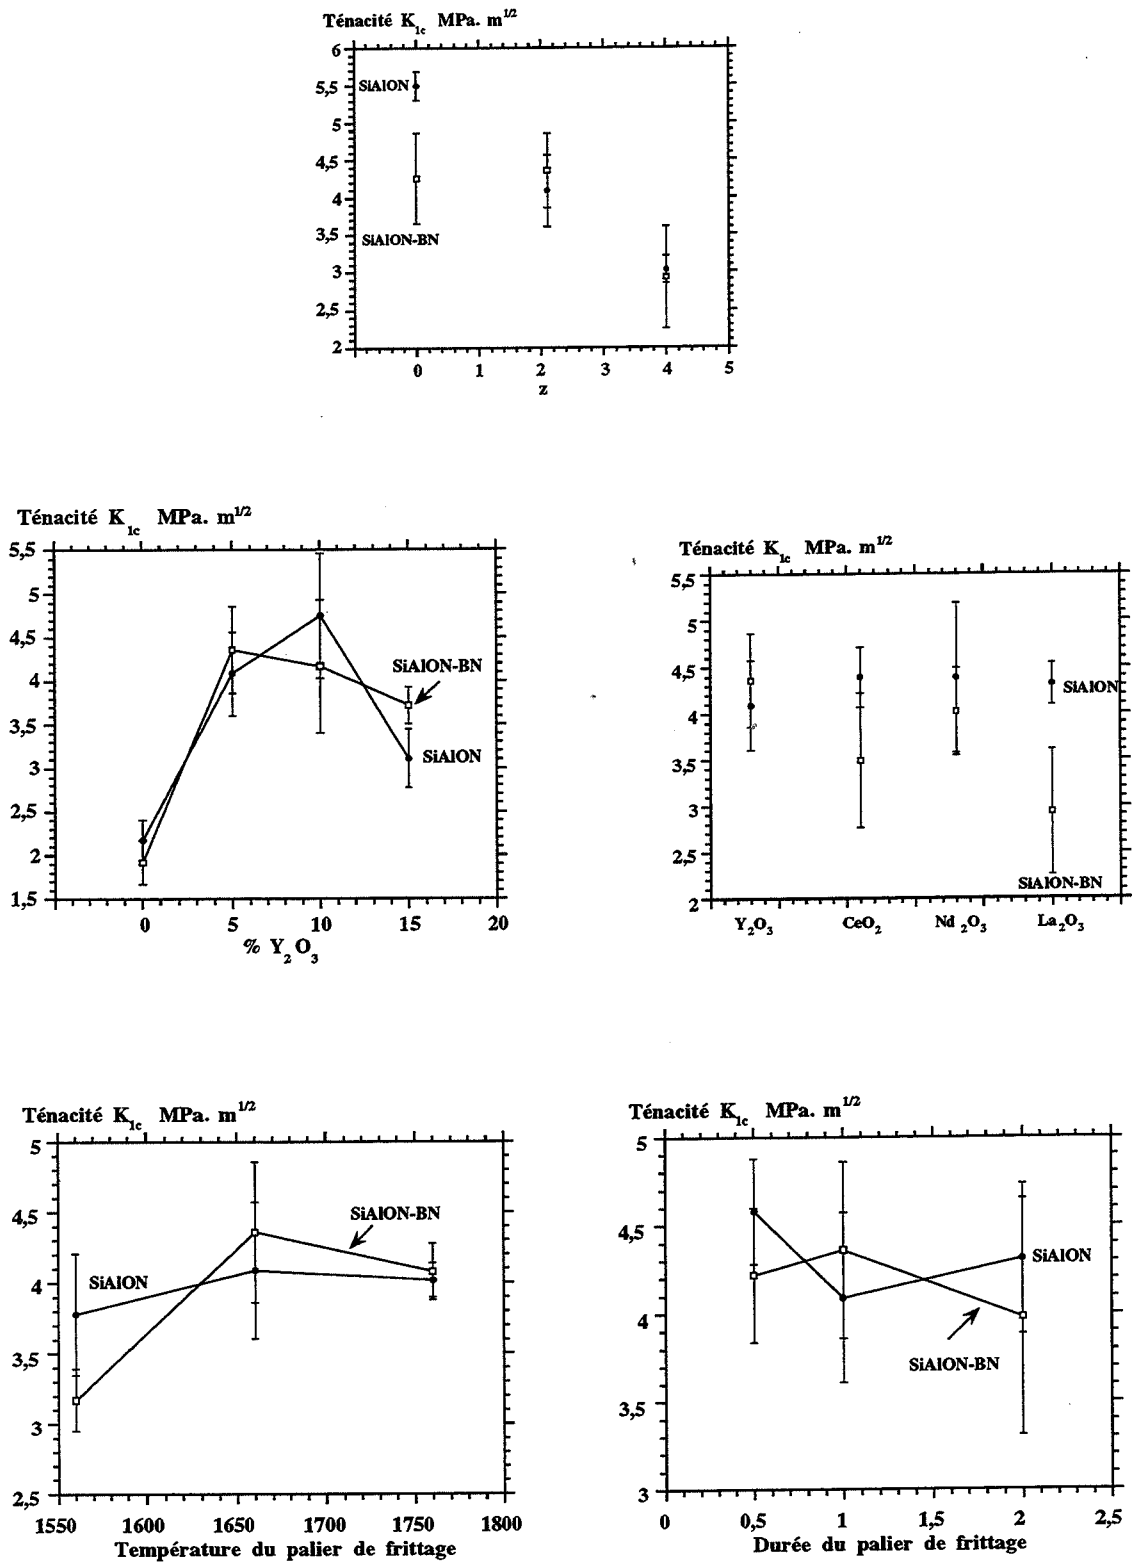 Ténacité K1c MPa. m1/2
6
5,5
SiAlON
5
4,5
4
3,5
SiAlON-BN
3
2,5
2
0 1 2 3 4 5
z
Ténacité K1c MPa. m1/2
5,5
5
4,5
SiAlON-BN
4
3,5
SiAlON
3
2,5
2
1,5
0 5 10 15 20
% Y2O3
Ténacité K1c MPa. m1/2
5,5
5
4,5
SiAlON
4
3,5
3
2,5
SiAlON-BN
2
Y2O3 CeO2 Nd2O3 La2O3
Ténacité K1c MPa. m1/2
5
4,5
SiAlON-BN
SiAlON
4
3,5
3
2,5
1550 1600 1650 1700 1750 1800
Température du palier de frittage
Ténacité K1c MPa. m1/2
5
4,5
SiAlON
4
SiAlON-BN
3,5
3
0 0,5 1 1,5 2 2,5
Durée du palier de frittage